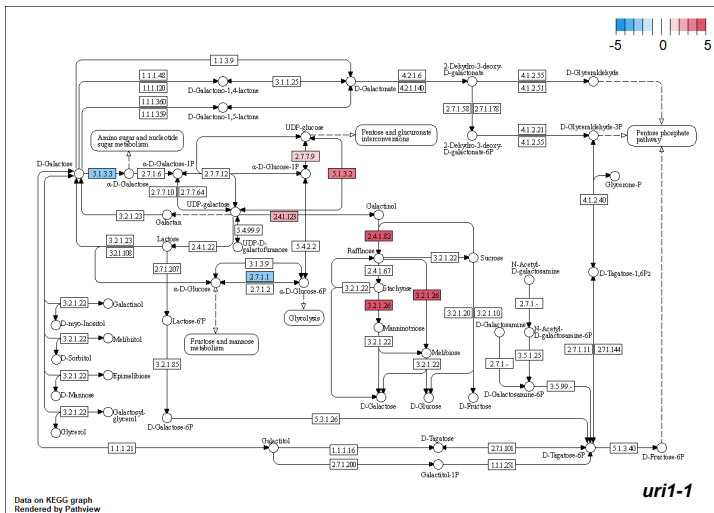 -5 0 5
1.1.3.9
1.1.1.48
1.1.1.120
D-Galactono-1,4-lactone
3.1.1.25
D-Galactonate
4.2.1.6
4.2.1.140
2-Dehydro-3-deoxy-
D-galactonate
4.1.2.55
4.1.2.51
D-Glyceraldehyde
1.1.1.360
1.1.1.359
D-Galactono-1,5-lactone
2.7.1.58
2.7.1.178
Amino sugar and nucleotide
sugar metabolism
UDP-glucose
Pentose and glucuronate
interconversions
2-Dehydro-3-deoxy-
D-galactonate-6P
4.1.2.21
4.1.2.55
D-Glyceraldehyde-3P
Pentose phosphate
pathway
D-Galactose
5.1.3.3
α-D-Galactose
2.7.1.6
α-D-Galactose-1P
2.7.7.12
2.7.7.9
α-D-Glucose-1P
5.1.3.2
2.7.7.10
2.7.7.64
UDP-galactose
Glycerone-P
4.1.2.40
3.2.1.23
Galactan
2.4.1.123
Galactinol
5.4.99.9
UDP-D-
galactofuranose
5.4.2.2
2.4.1.82
Lactose
3.2.1.23
3.2.1.108
2.4.1.22
Raffinose
3.2.1.22
Sucrose
2.7.1.207
3.1.3.9
2.7.1.1
2.7.1.2
α-D-Glucose
α-D-Glucose-6P
2.4.1.67
3.2.1.22
Stachyose
3.2.1.26
3.2.1.26
N-Acetyl-
D-galactosamine
D-Tagatose-1,6P2
2.7.1.-
3.2.1.22
Galactinol
D-myo-Inositol
Lactose-6'P
Glycolysis
Fructose and mannose
metabolism
Manninotriose
3.2.1.20
3.2.1.10
D-Galactosamine
N-Acetyl-
D-galactosamine-6P
3.2.1.22
Melibiitol
D-Sorbitol
3.2.1.22
Melibiose
3.2.1.22
2.7.1.-
3.5.1.25
2.7.1.11
2.7.1.144
3.2.1.22
Epimelibiose
D-Mannose
3.2.1.85
D-Galactosamine-6P
3.5.99.-
3.2.1.22
Galactosyl-
glycerol
Glycerol
D-Galactose
D-Glucose
D-Fructose
D-Galactose-6P
5.3.1.26
1.1.1.21
Galactitol
1.1.1.16
D-Tagatose
2.7.1.101
D-Tagatose-6P
5.1.3.40
D-Fructose-6P
2.7.1.200
Galactitol-1P
1.1.1.251
uri1-1
Data on KEGG graph
Rendered by Pathview